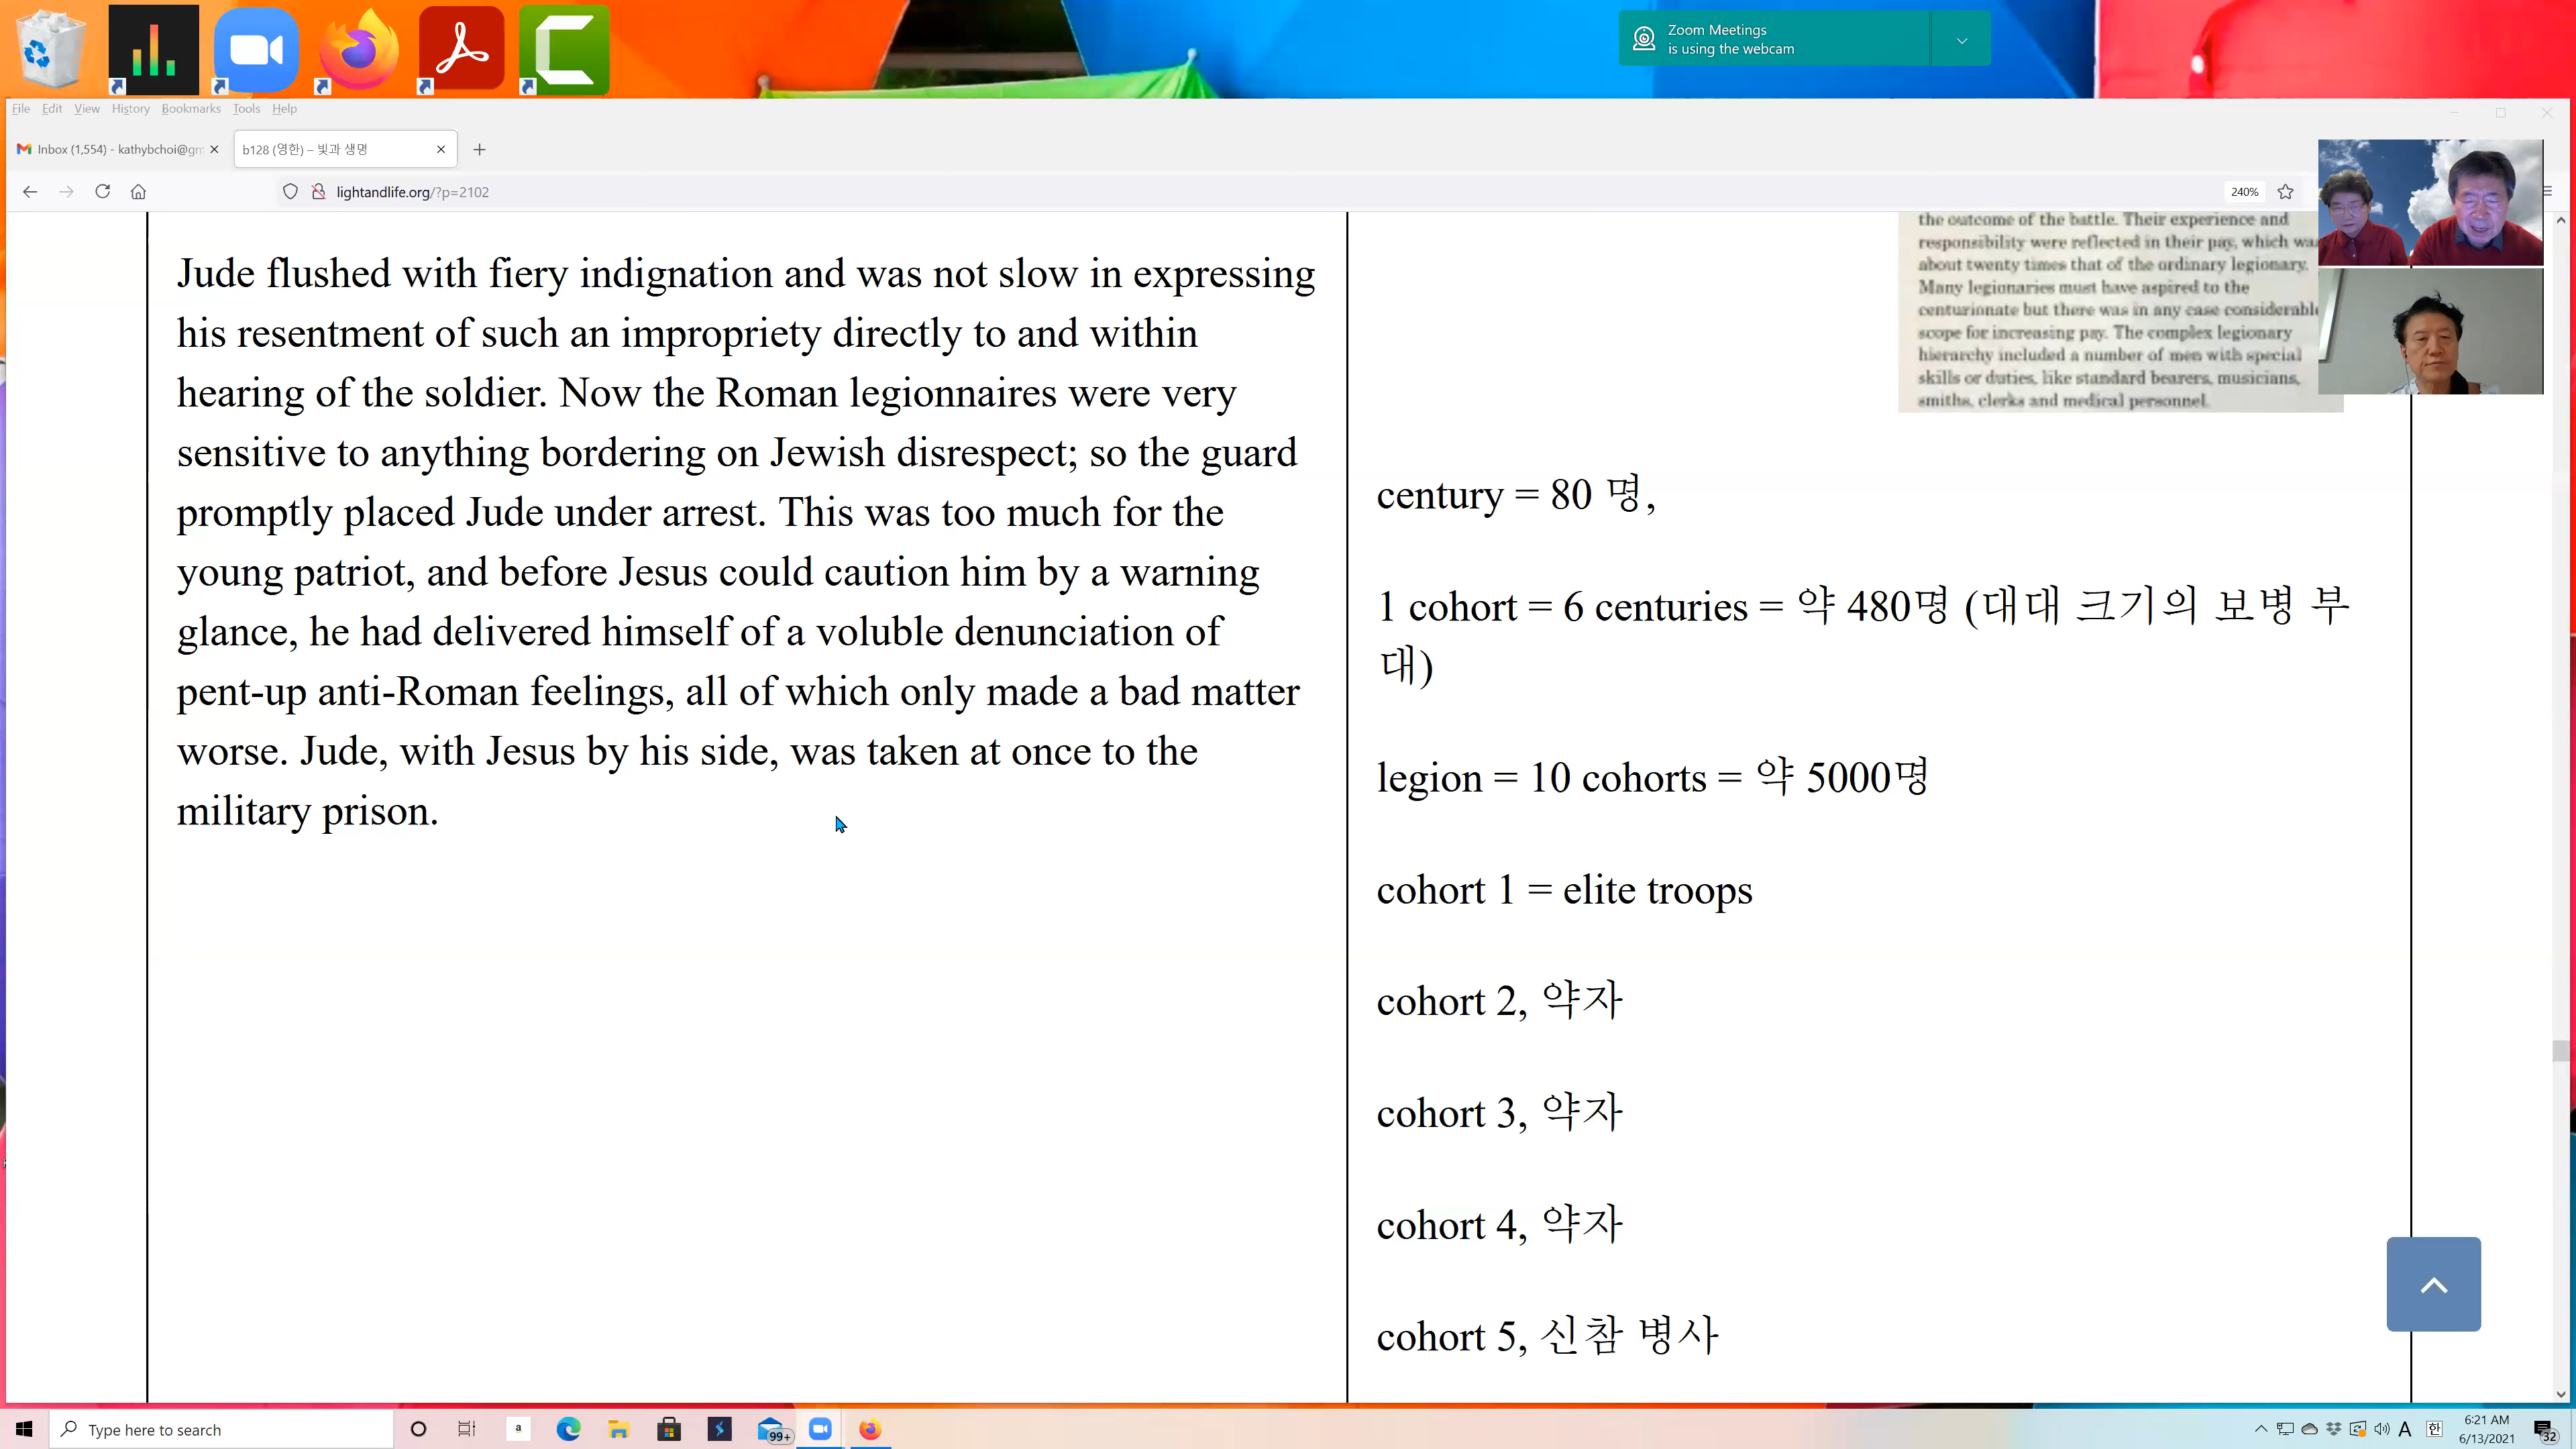 Zoom Meetings
is using the webcam
File Edit View History Bookmarks Tools Help
Inbox (1,554) - kathybchoi@gm
b128 (영한) – 빛과 생명
lightandlife.org/?p=2102
240%
Jude flushed with fiery indignation and was not slow in expressing
his resentment of such an impropriety directly to and within
hearing of the soldier. Now the Roman legionnaires were very
sensitive to anything bordering on Jewish disrespect; so the guard
promptly placed Jude under arrest. This was too much for the
young patriot, and before Jesus could caution him by a warning
glance, he had delivered himself of a voluble denunciation of
pent-up anti-Roman feelings, all of which only made a bad matter
worse. Jude, with Jesus by his side, was taken at once to the
military prison.
the outcome of the battle. Their experience and
responsibility were reflected in their pay, which was
about twenty times that of the ordinary legionary.
Many legionaries must have aspired to the
centurionate but there was in any case considerable
scope for increasing pay. The complex legionary
hierarchy included a number of men with special
skills or duties, like standard bearers, musicians,
smiths, clerks and medical personnel.
century = 80 명,
1 cohort = 6 centuries = 약 480명 (대대 크기의 보병 부
대)
legion = 10 cohorts = 약 5000명
cohort 1 = elite troops
cohort 2, 약자
cohort 3, 약자
cohort 4, 약자
cohort 5, 신참 병사
Type here to search
a
99+
A
한
6:21 AM
6/13/2021
32